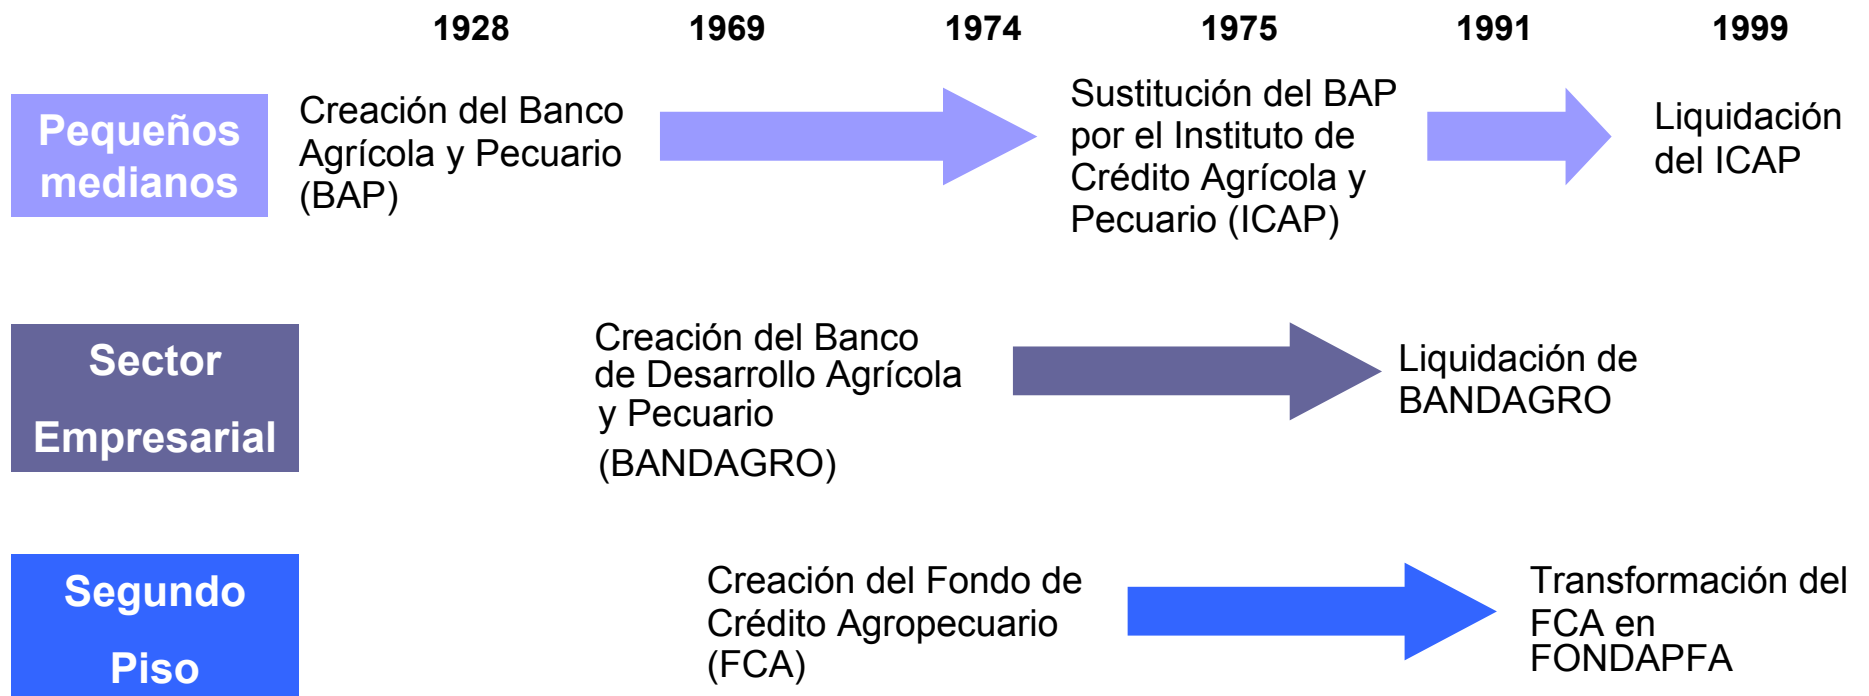 1928 1969 1974 1975 1991 1999
Pequeños
medianos
Creación del Banco
Agrícola y Pecuario
(BAP)
Sustitución del BAP
por el Instituto de
Crédito Agrícola y
Pecuario (ICAP)
Liquidación
del ICAP
Sector
Empresarial
Creación del Banco
de Desarrollo Agrícola
y Pecuario
(BANDAGRO)
Liquidación de
BANDAGRO
Segundo
Piso
Creación del Fondo de
Crédito Agropecuario
(FCA)
Transformación del
FCA en
FONDAPFA